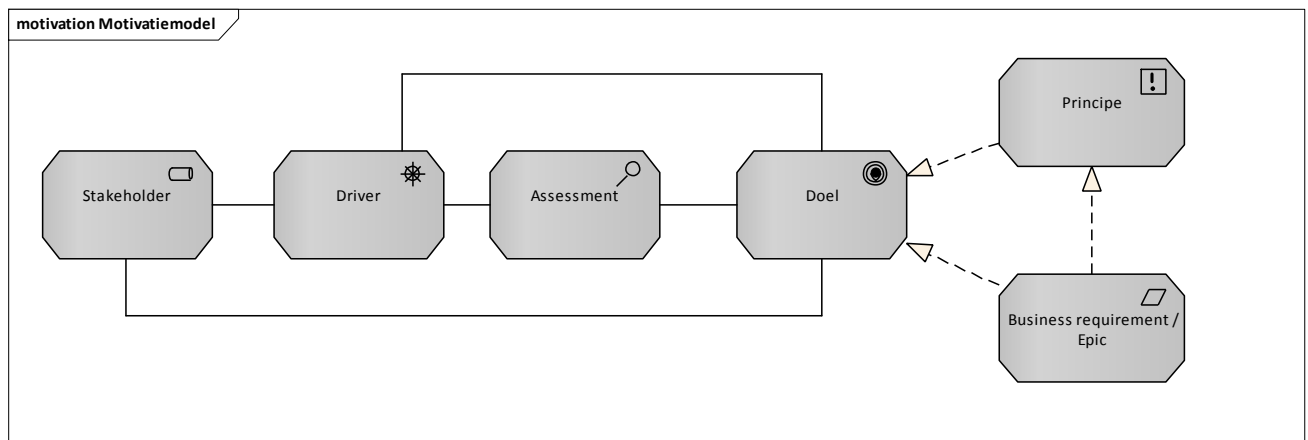 motivation Motivatiemodel
Principe
Stakeholder
Driver
Assessment
Doel
Business requirement /
Epic